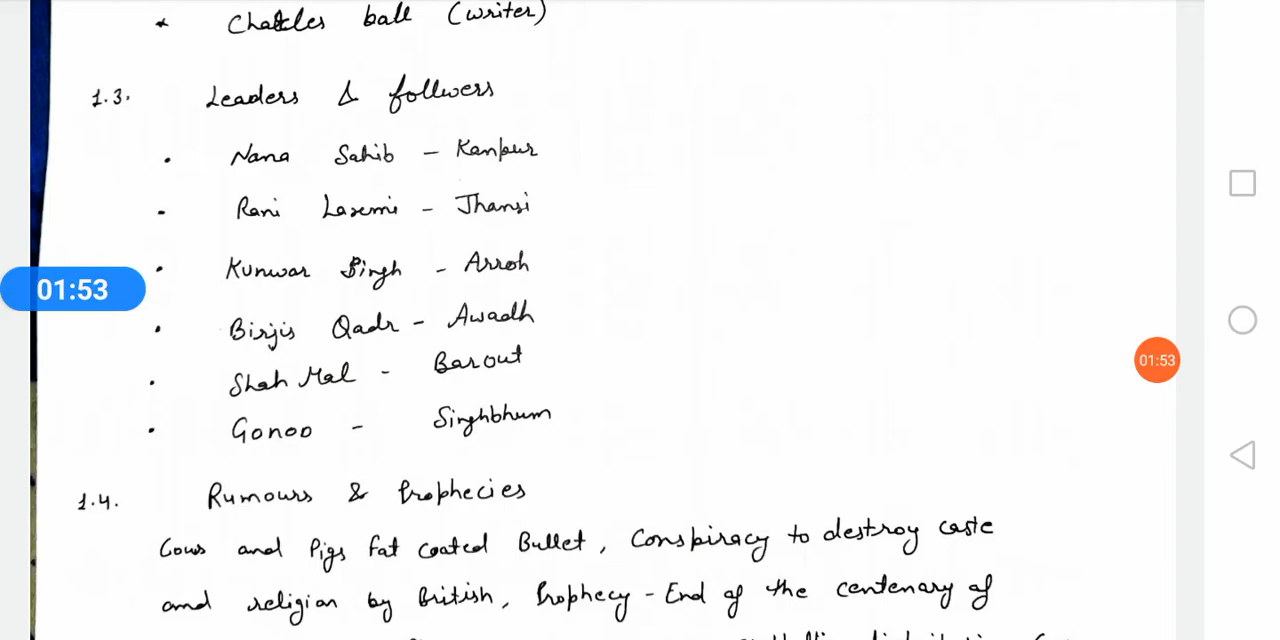 * Charles ball (writer)
1.3. Leaders & follwers
• Nana Sahib - Kanpur
• Rani Laxmi - Jhansi
• Kunwar Singh - Arrah
• Birjis Qadr - Awadh
• Shah Mal - Barout
• Gonoo - Singhbhum
1.4. Rumours & Prophecies
Cows and Pigs fat coated Bullet, Conspiracy to destroy caste
and religion by British, Prophecy - End of the centenary of
01:53
01:53